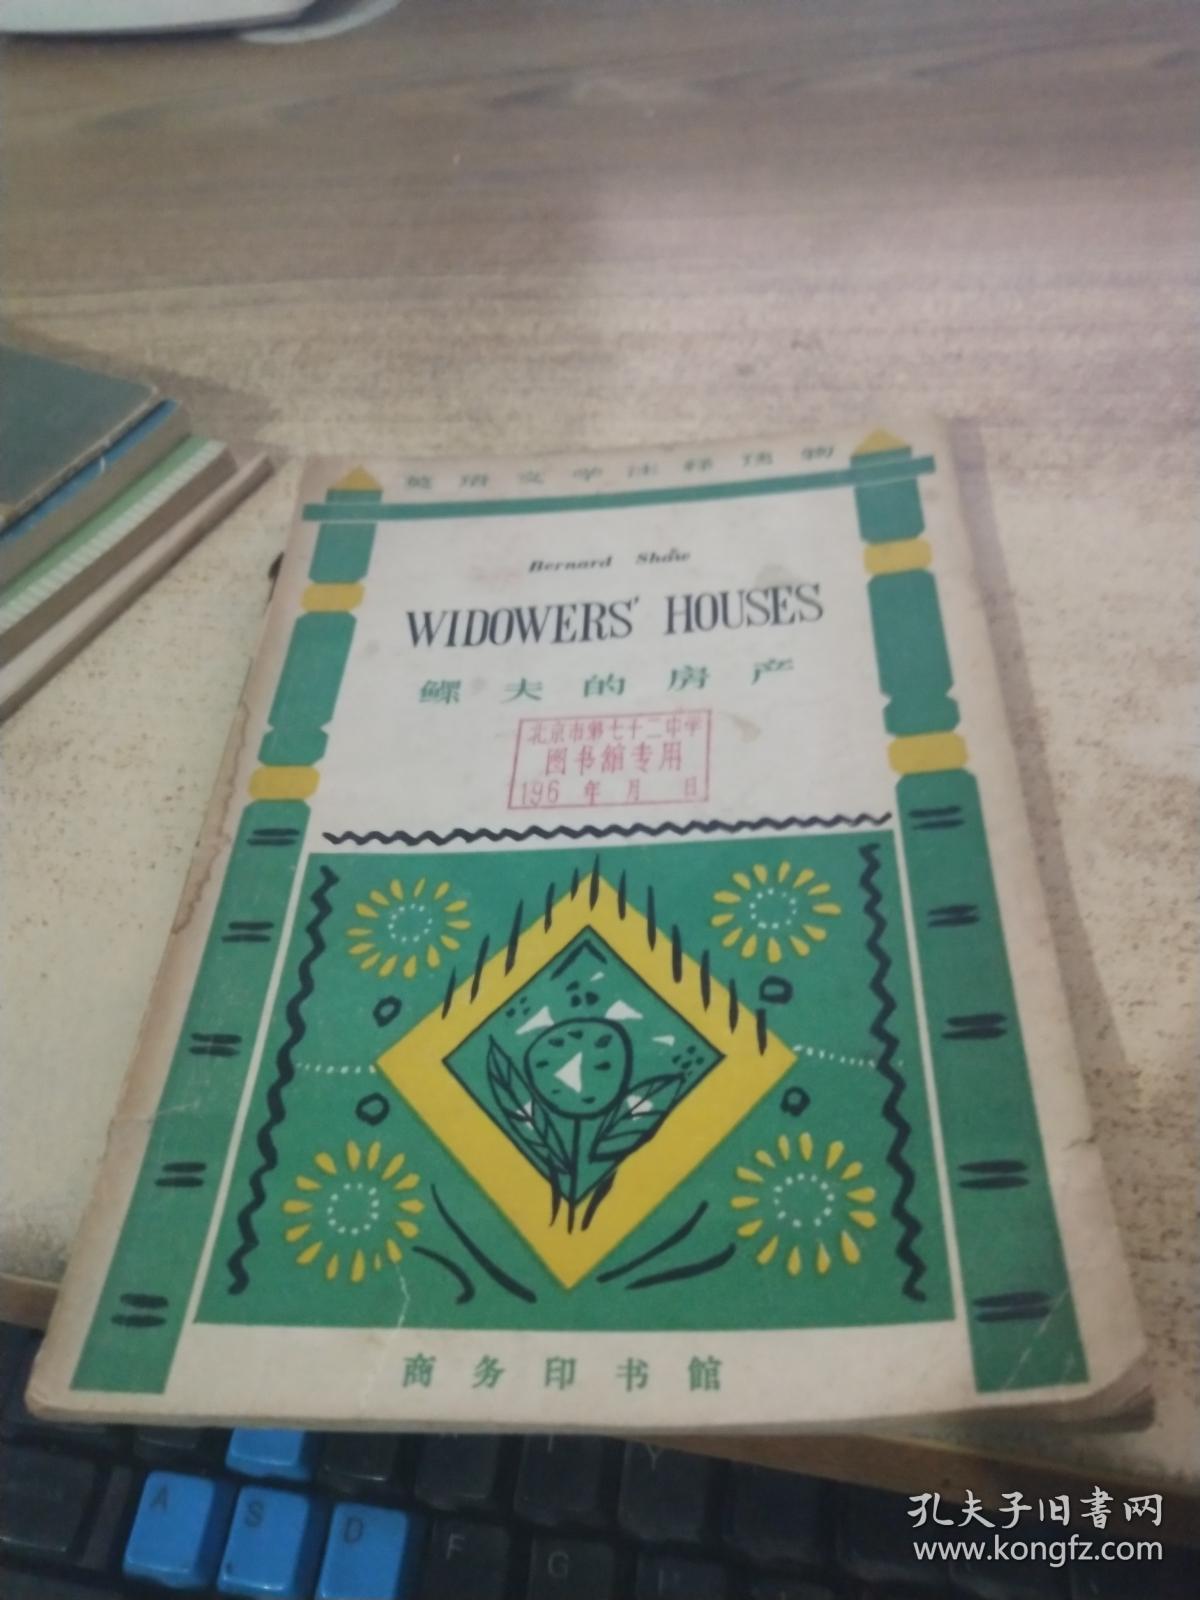 英语文学注释读物
Bernard Shaw
WIDOWERS' HOUSES
鳏夫的房产
北京市第七十二中学
图书馆专用
196 年 月 日
商务印书館
A
S
D
F
G
孔夫子旧書网
www.kongfz.com